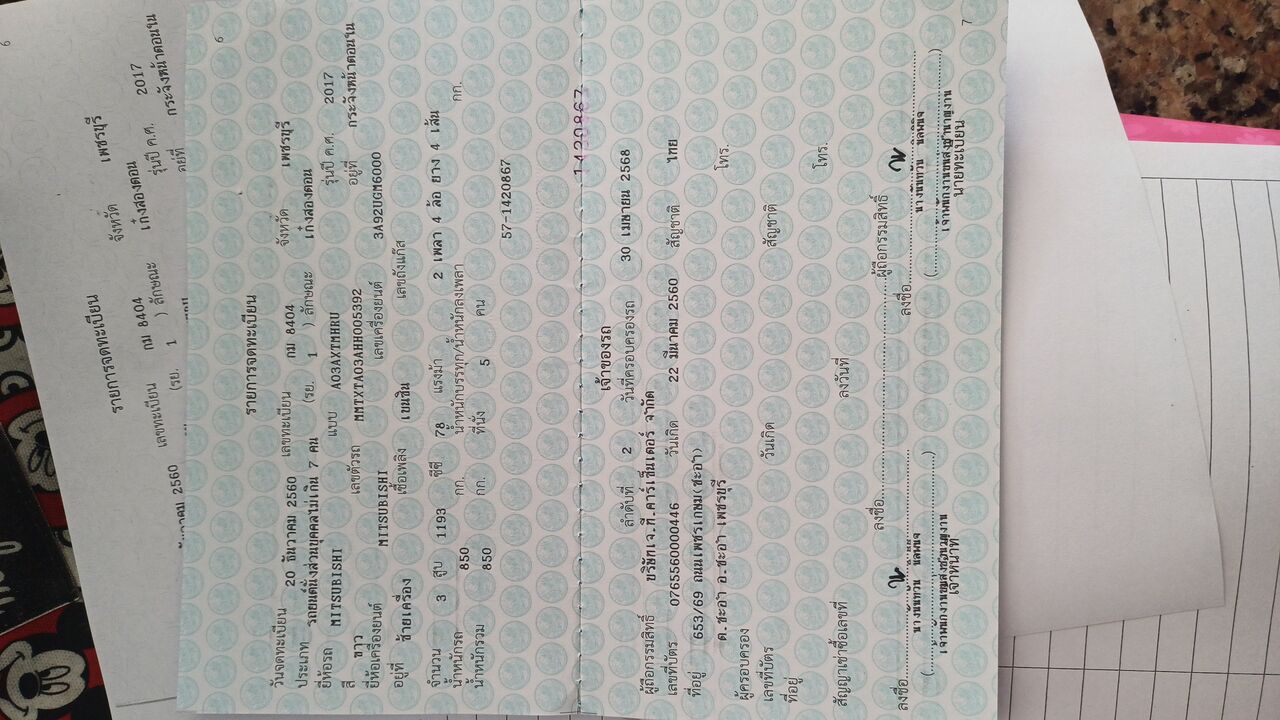 6
รายการจดทะเบียน
เลขทะเบียน กม 8404 จังหวัด เพชรบุรี
(รย. 1 ) ลักษณะ เก๋งสองตอน
รุ่นปี ค.ศ. 2017
อยู่ที่ กระจังหน้าตอนใน
6
รายการจดทะเบียน
วันจดทะเบียน 20 ธันวาคม 2560 เลขทะเบียน กม 8404 จังหวัด เพชรบุรี
ประเภท รถยนต์นั่งส่วนบุคคลไม่เกิน 7 คน (รย. 1 ) ลักษณะ เก๋งสองตอน
ยี่ห้อรถ MITSUBISHI แบบ A03AXTMHRU รุ่นปี ค.ศ. 2017
สี ขาว เลขตัวรถ MMTXTA03AHH005392 อยู่ที่ กระจังหน้าตอนใน
ยี่ห้อเครื่องยนต์ MITSUBISHI เลขเครื่องยนต์ 3A92UGM6000
อยู่ที่ ซ้ายเครื่อง เชื้อเพลิง เบนซิน เลขถังแก๊ส
จำนวน 3 สูบ 1193 ซีซี 78 แรงม้า 2 เพลา 4 ล้อ ยาง 4 เส้น
น้ำหนักรถ 850 กก. น้ำหนักบรรทุก/น้ำหนักลงเพลา กก.
น้ำหนักรวม 850 กก. ที่นั่ง 5 คน
57-1420867
1420867
เจ้าของรถ
ลำดับที่ 2 วันที่ครอบครองรถ 30 เมษายน 2568
ผู้ถือกรรมสิทธิ์ บริษัทเจ.ที.คาร์เซ็นเตอร์ จำกัด
เลขที่บัตร 0765560000446 วันเกิด 22 มีนาคม 2560 สัญชาติ ไทย
ที่อยู่ 653/69 ถนนเพชรเกษม(ชะอำ) โทร.
ต.ชะอำ อ.ชะอำ เพชรบุรี
ผู้ครอบครอง
เลขที่บัตร วันเกิด สัญชาติ
ที่อยู่ โทร.
สัญญาเช่าซื้อเลขที่ ลงวันที่
ลงชื่อ ผู้ถือกรรมสิทธิ์
ลงชื่อ ลงชื่อ
เจ้าหน้าที่ นายทะเบียน
7